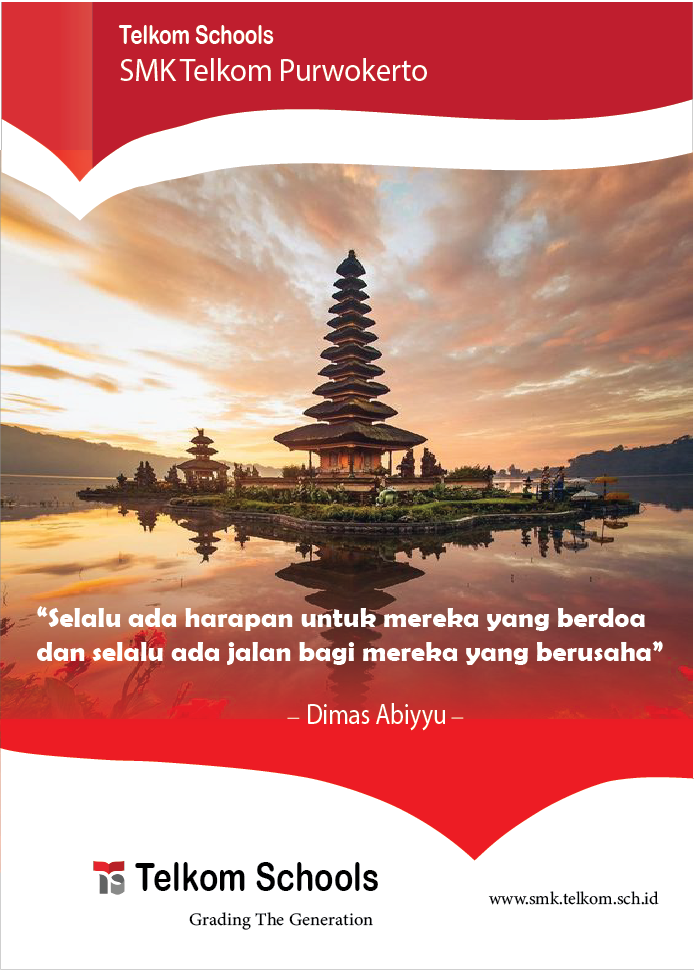 Telkom Schools
SMK Telkom Purwokerto
“Selalu ada harapan untuk mereka yang berdoa
dan selalu ada jalan bagi mereka yang berusaha”
– Dimas Abiyyu –
Telkom Schools
Grading The Generation
www.smk.telkom.sch.id